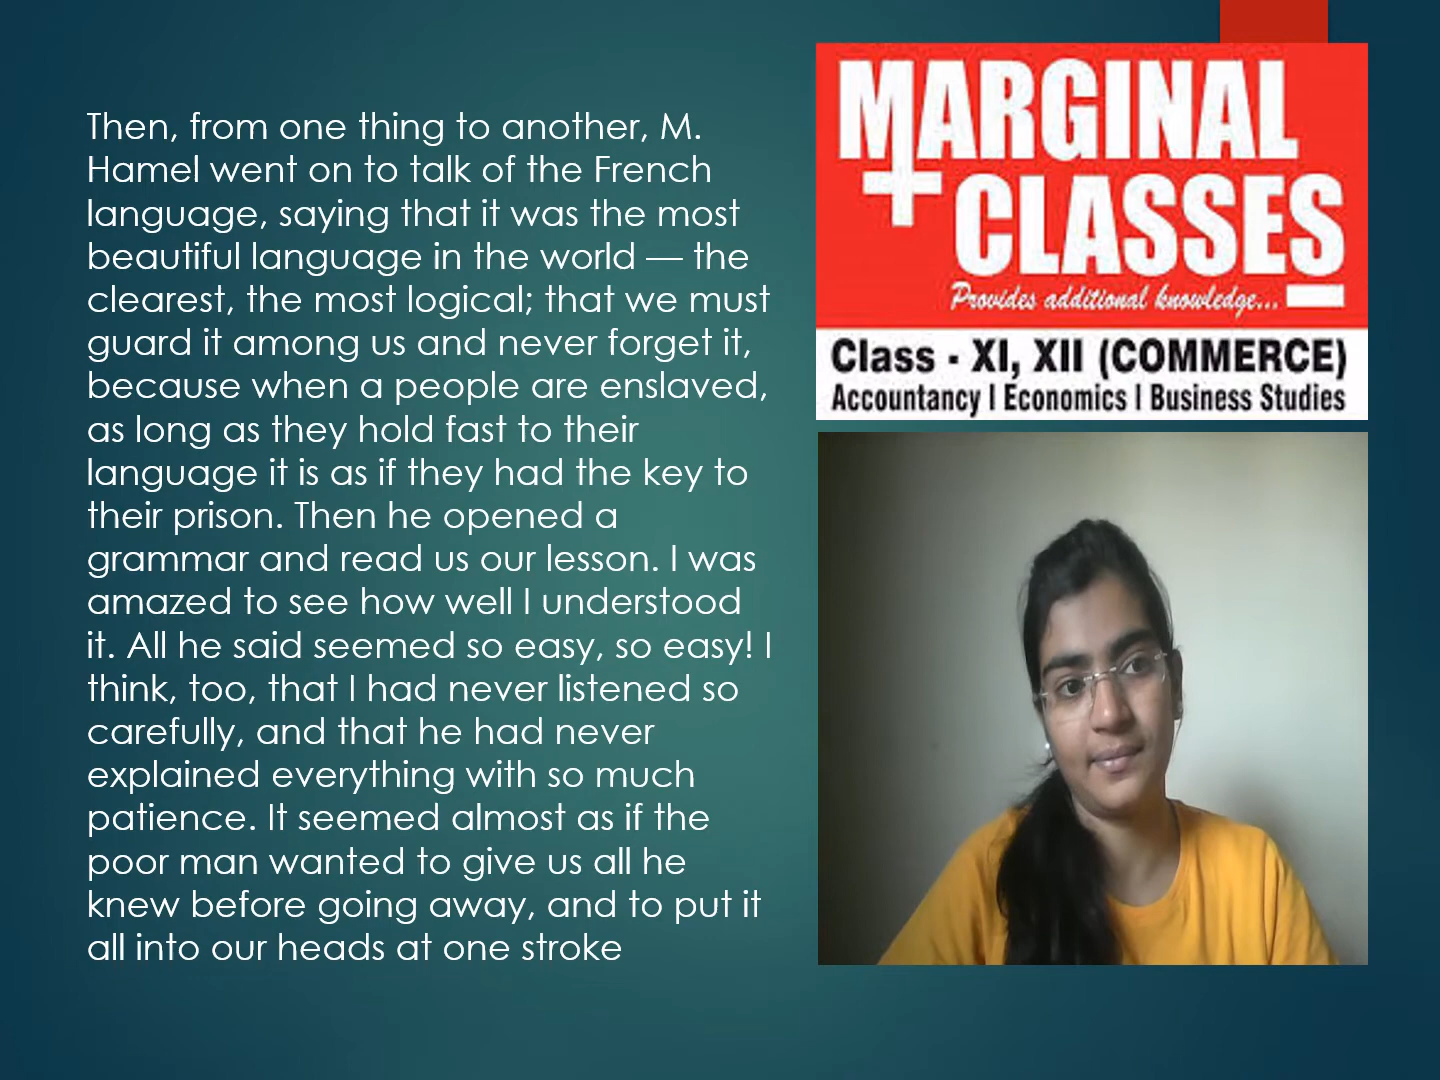 Then, from one thing to another, M.
Hamel went on to talk of the French
language, saying that it was the most
beautiful language in the world — the
clearest, the most logical; that we must
guard it among us and never forget it,
because when a people are enslaved,
as long as they hold fast to their
language it is as if they had the key to
their prison. Then he opened a
grammar and read us our lesson. I was
amazed to see how well I understood
it. All he said seemed so easy, so easy! I
think, too, that I had never listened so
carefully, and that he had never
explained everything with so much
patience. It seemed almost as if the
poor man wanted to give us all he
knew before going away, and to put it
all into our heads at one stroke
MARGINAL
CLASSES
Provides additional knowledge...
Class - XI, XII (COMMERCE)
Accountancy I Economics I Business Studies